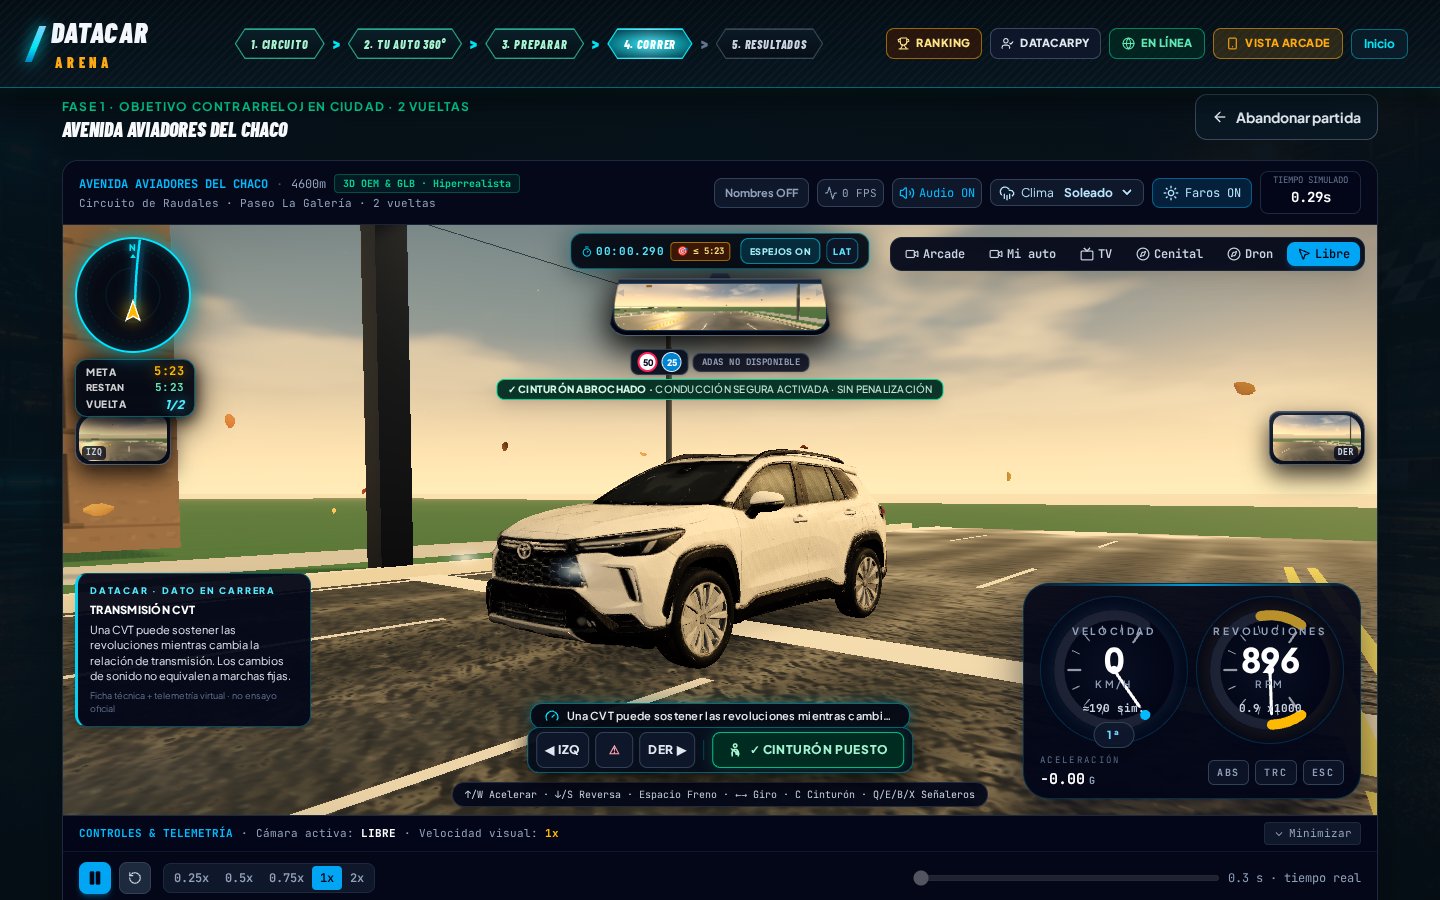 DATACAR
ARENA
1. CIRCUITO > 2. TU AUTO 360° > 3. PREPARAR > 4. CORRER > 5. RESULTADOS
RANKING
DATACARPY
EN LÍNEA
VISTA ARCADE
Inicio
FASE 1 · OBJETIVO CONTRARRELOJ EN CIUDAD · 2 VUELTAS
AVENIDA AVIADORES DEL CHACO
← Abandonar partida
AVENIDA AVIADORES DEL CHACO · 4600m 3D OEM & GLB · Hiperrealista
Circuito de Raudales · Paseo La Galería · 2 vueltas
Nombres OFF
0 FPS
Audio ON
Clima Soleado
Faros ON
TIEMPO SIMULADO
0.29s
N
00:00.290
≤ 5:23
ESPEJOS ON
LAT
Arcade
Mi auto
TV
Cenital
Dron
Libre
META 5:23
RESTAN 5:23
VUELTA 1/2
IZQ
50
25
ADAS NO DISPONIBLE
✓ CINTURÓN ABROCHADO · CONDUCCIÓN SEGURA ACTIVADA · SIN PENALIZACIÓN
DER
DATACAR · DATO EN CARRERA
TRANSMISIÓN CVT
Una CVT puede sostener las
revoluciones mientras cambia la
relación de transmisión. Los cambios
de sonido no equivalen a marchas fijas.
Ficha técnica + telemetría virtual · no ensayo
oficial
VELOCIDAD
0
KM/H
≈190 sim.
1ª
REVOLUCIONES
896
RPM
0.9 x1000
ACELERACIÓN
-0.00 G
ABS
TRC
ESC
Una CVT puede sostener las revoluciones mientras cambi...
◀ IZQ
⚠
DER ▶
✓ CINTURÓN PUESTO
↑/W Acelerar · ↓/S Reversa · Espacio Freno · ←→ Giro · C Cinturón · Q/E/B/X Señaleros
CONTROLES & TELEMETRÍA · Cámara activa: LIBRE · Velocidad visual: 1x
Minimizar
0.25x
0.5x
0.75x
1x
2x
0.3 s · tiempo real